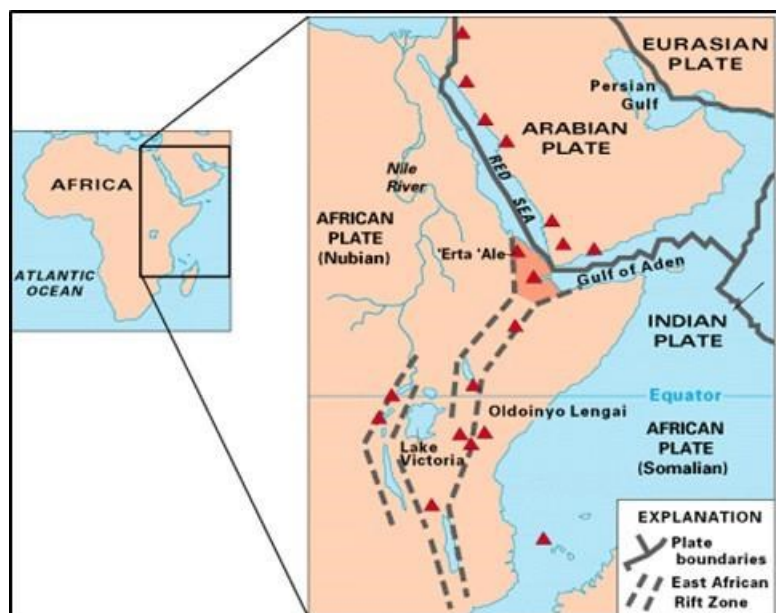 AFRICA
ATLANTIC
OCEAN
EURASIAN
PLATE
Persian
Gulf
ARABIAN
PLATE
Nile
River
RED SEA
AFRICAN
PLATE
(Nubian)
'Erta 'Ale
Gulf of Aden
INDIAN
PLATE
Equator
Oldoinyo Lengai
AFRICAN
PLATE
(Somalian)
Lake
Victoria
EXPLANATION
Plate
boundaries
East African
Rift Zone